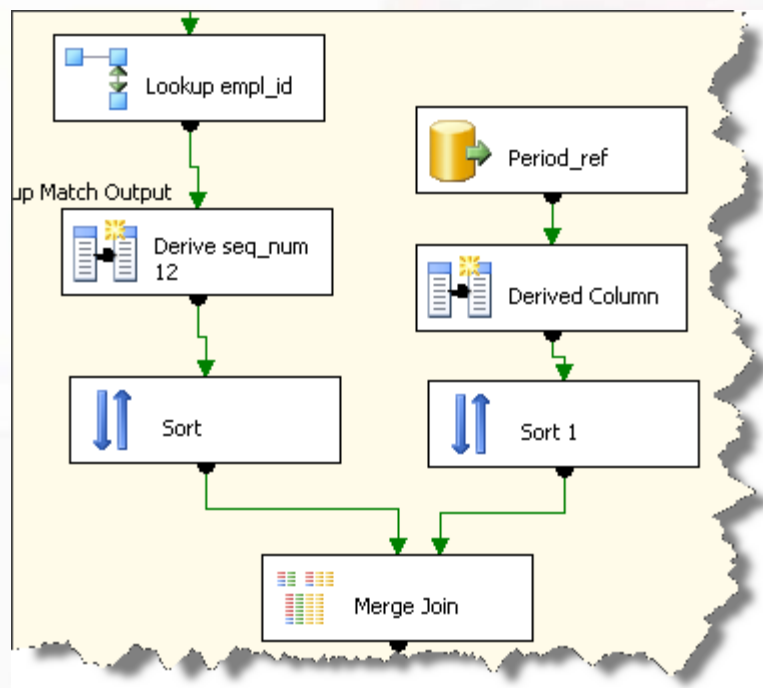 Lookup empl_id
Period_ref
up Match Output
Derive seq_num
12
Derived Column
Sort
Sort 1
Merge Join